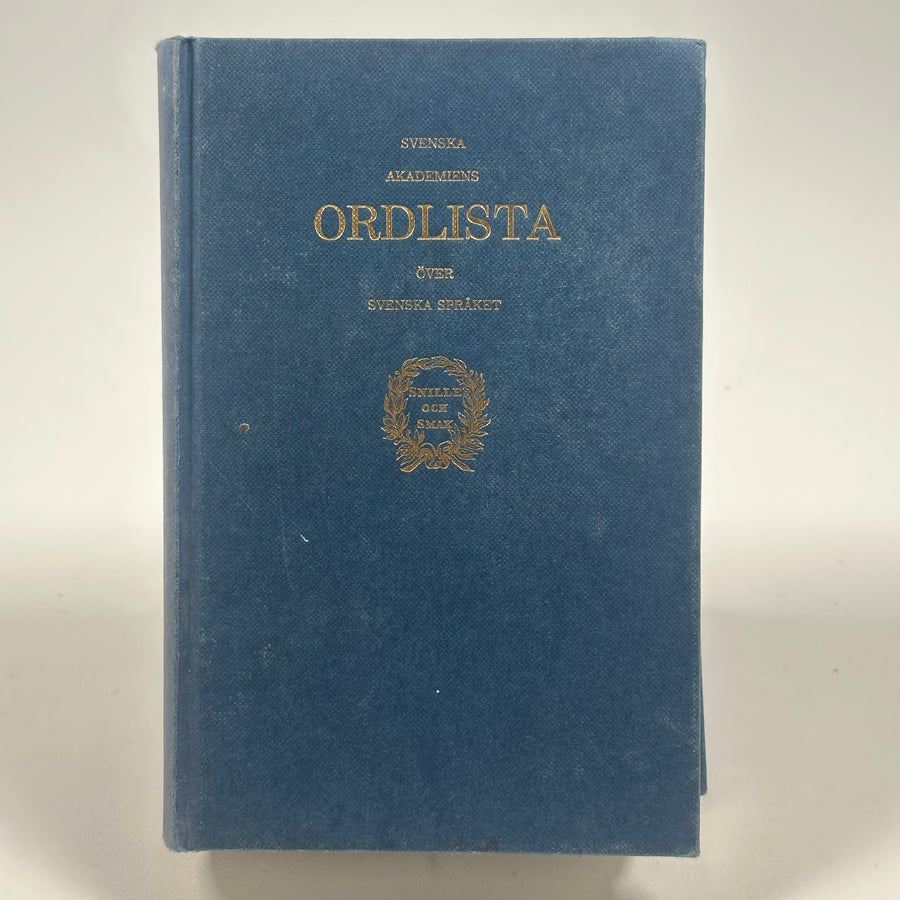 SVENSKA
AKADEMIENS
ORDLISTA
ÖVER
SVENSKA SPRÅKET
SNILLE
OCH
SMAK